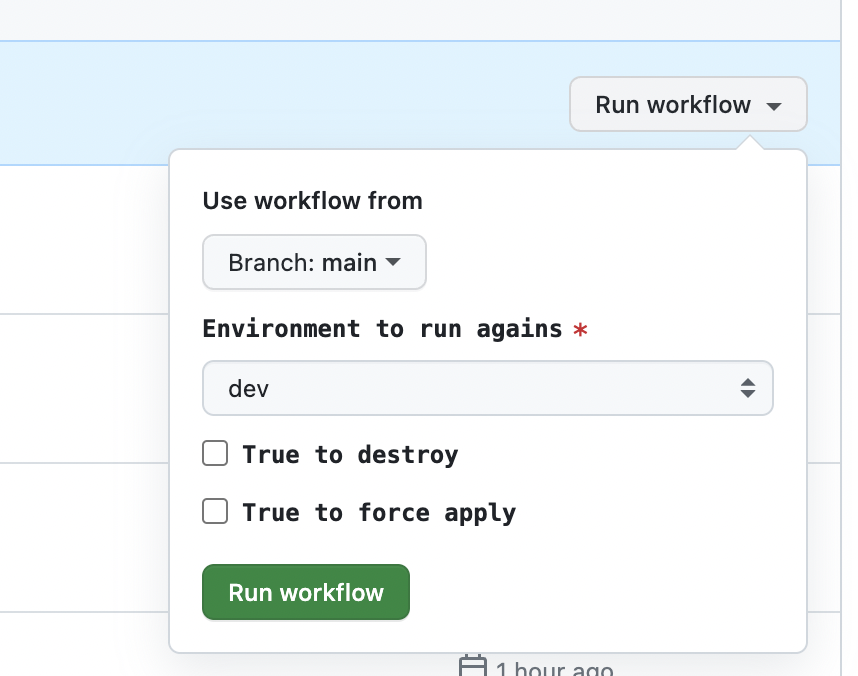 Run workflow
Use workflow from
Branch: main
Environment to run agains *
dev
True to destroy
True to force apply
Run workflow
1 hour ago